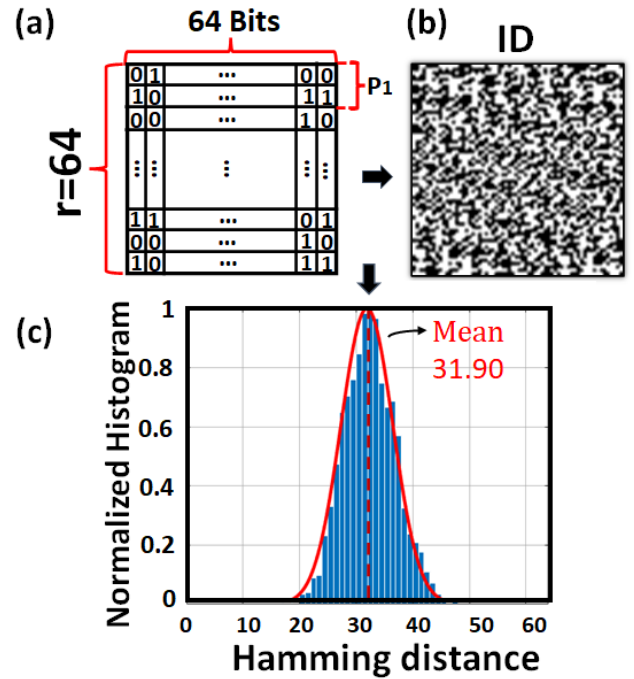 (a)
64 Bits
0 1 ... 0 0
1 0 ... 1 1
0 0 ... 1 0
P1
r=64
⋮ ⋮ ⋮ ⋮ ⋮
1 1 ... 0 1
0 0 ... 1 0
1 0 ... 1 1
(b)
ID
(c)
Normalized Histogram
1
0.8
0.6
0.4
0.2
0
Mean
31.90
0 10 20 30 40 50 60
Hamming distance